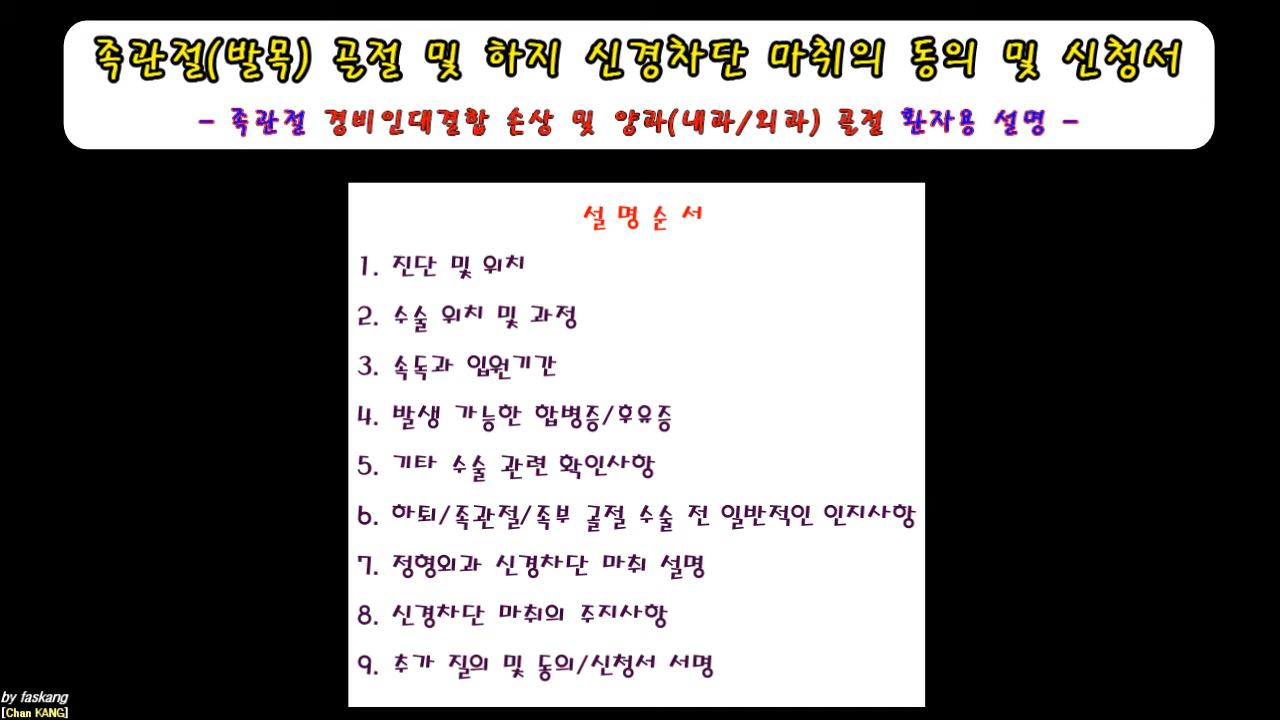 족관절(발목) 골절 및 하지 신경차단 마취의 동의 및 신청서
- 족관절 경비인대결합 손상 및 양과(내과/외과) 골절 환자용 설명 -
설 명 순 서
1. 진단 및 위치
2. 수술 위치 및 과정
3. 속독과 입원기간
4. 발생 가능한 합병증/후유증
5. 기타 수술 관련 확인사항
6. 하퇴/족관절/족부 골절 수술 전 일반적인 인지사항
7. 정형외과 신경차단 마취 설명
8. 신경차단 마취의 주지사항
9. 추가 질의 및 동의/신청서 서명
by faskang
[Chan KANG]